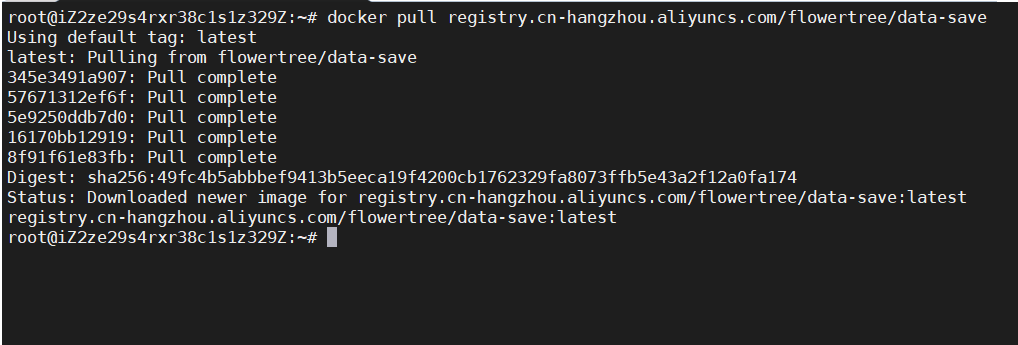 root@iZ2ze29s4rxr38c1s1z329Z:~# docker pull registry.cn-hangzhou.aliyuncs.com/flowertree/data-save
Using default tag: latest
latest: Pulling from flowertree/data-save
345e3491a907: Pull complete
57671312ef6f: Pull complete
5e9250ddb7d0: Pull complete
16170bb12919: Pull complete
8f91f61e83fb: Pull complete
Digest: sha256:49fc4b5abbbef9413b5eeca19f4200cb1762329fa8073ffb5e43a2f12a0fa174
Status: Downloaded newer image for registry.cn-hangzhou.aliyuncs.com/flowertree/data-save:latest
registry.cn-hangzhou.aliyuncs.com/flowertree/data-save:latest
root@iZ2ze29s4rxr38c1s1z329Z:~#